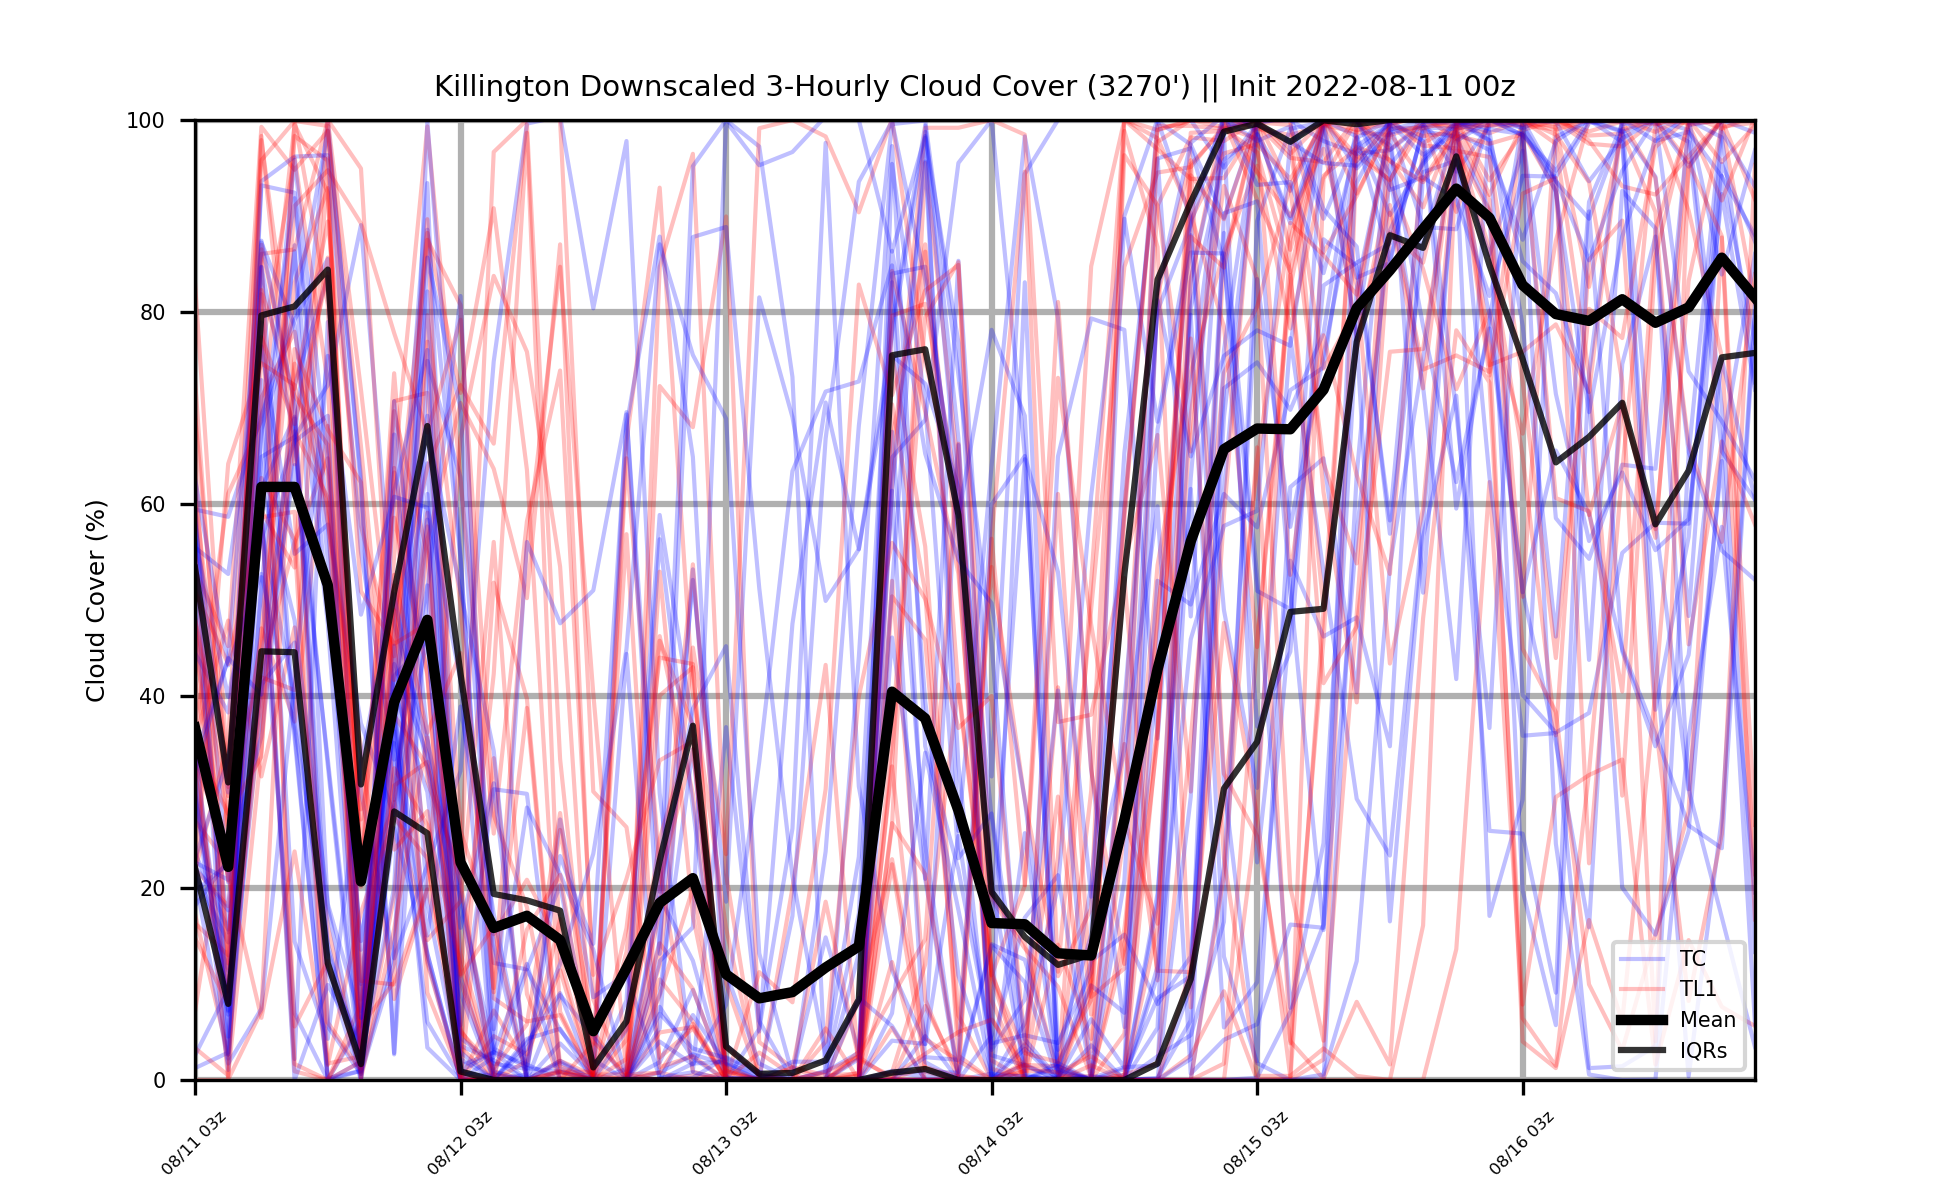 Killington Downscaled 3-Hourly Cloud Cover (3270') || Init 2022-08-11 00z
100
80
60
40
20
0
Cloud Cover (%)
TC
TL1
Mean
IQRs
08/11 03z
08/12 03z
08/13 03z
08/14 03z
08/15 03z
08/16 03z